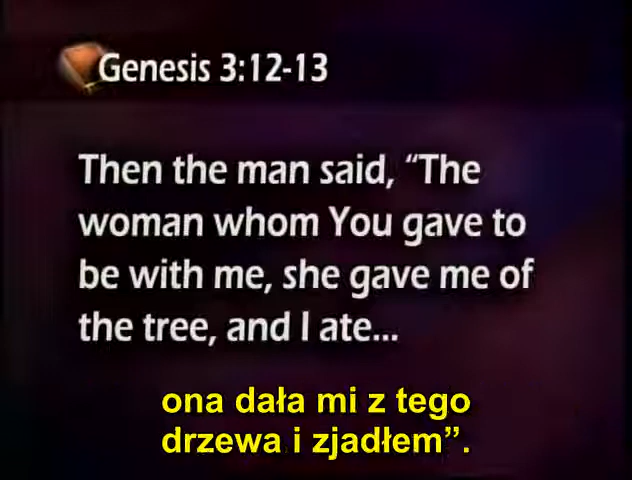 Genesis 3:12-13
Then the man said, “The
woman whom You gave to
be with me, she gave me of
the tree, and I ate...
ona dała mi z tego
drzewa i zjadłem”.